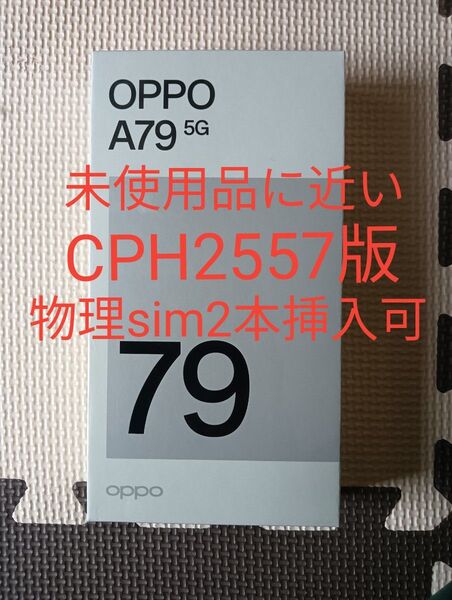 OPPO
A79 5G
未使用品に近い
CPH2557版
物理sim2本挿入可
79
oppo